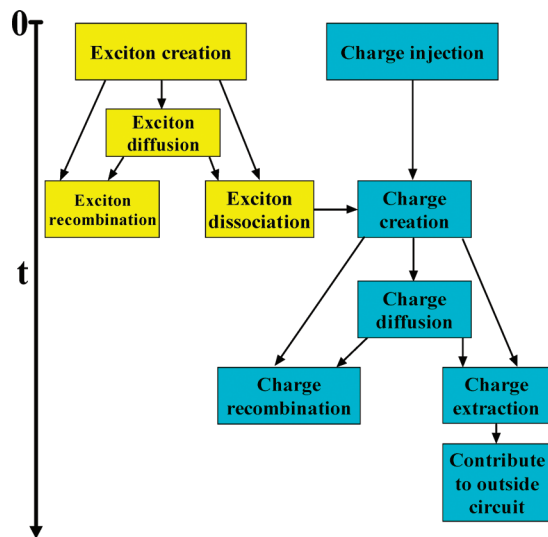 0
Exciton creation
Charge injection
Exciton
diffusion
Exciton
recombination
Exciton
dissociation
Charge
creation
t
Charge
diffusion
Charge
recombination
Charge
extraction
Contribute
to outside
circuit